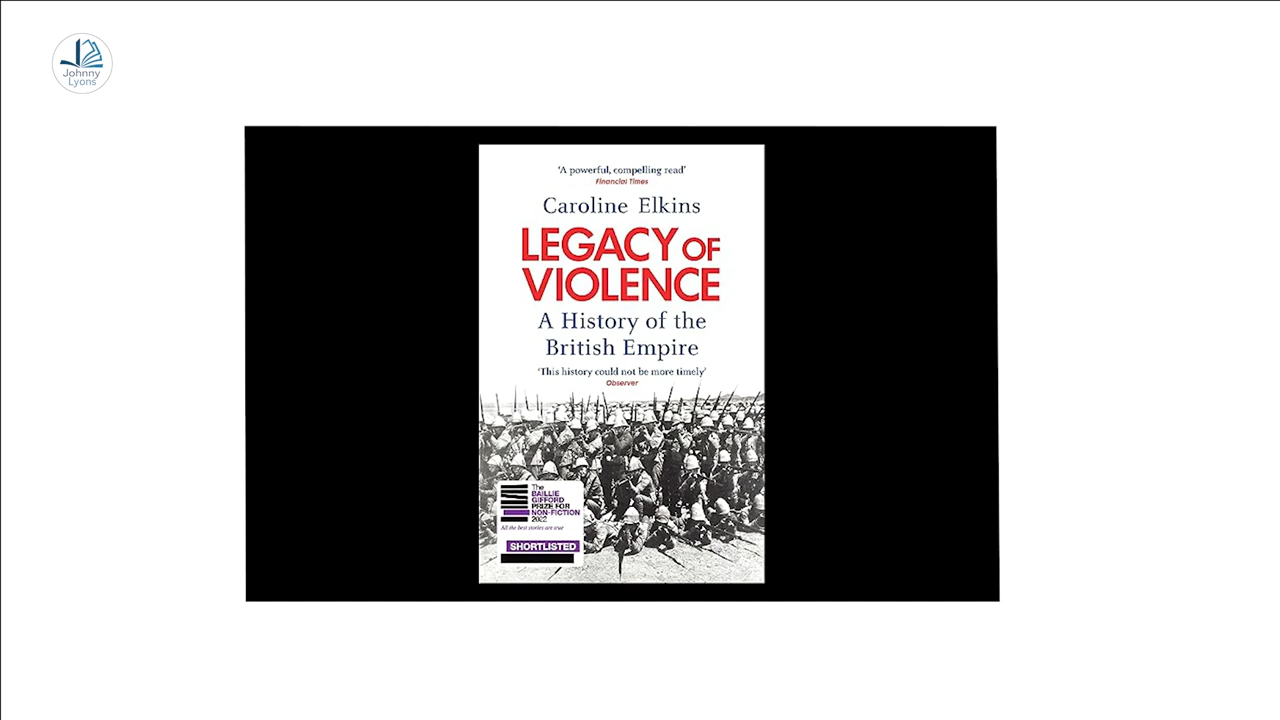 Johnny
Lyons
‘A powerful, compelling read’
Financial Times
Caroline Elkins
LEGACY OF
VIOLENCE
A History of the
British Empire
‘This history could not be more timely’
Observer
The
BAILLIE
GIFFORD
PRIZE FOR
NON-FICTION
2022
All the best stories are true
SHORTLISTED